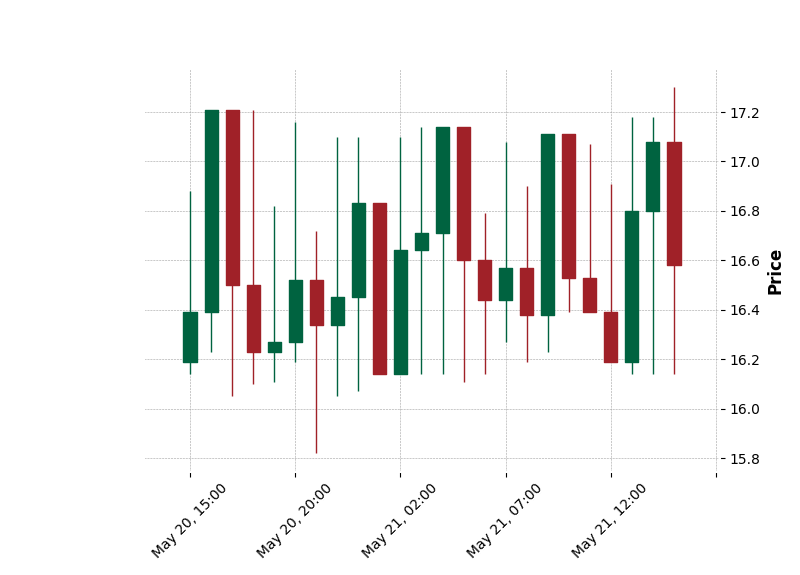 17.2
17.0
16.8
16.6
16.4
16.2
16.0
15.8
Price
May 20, 15:00
May 20, 20:00
May 21, 02:00
May 21, 07:00
May 21, 12:00